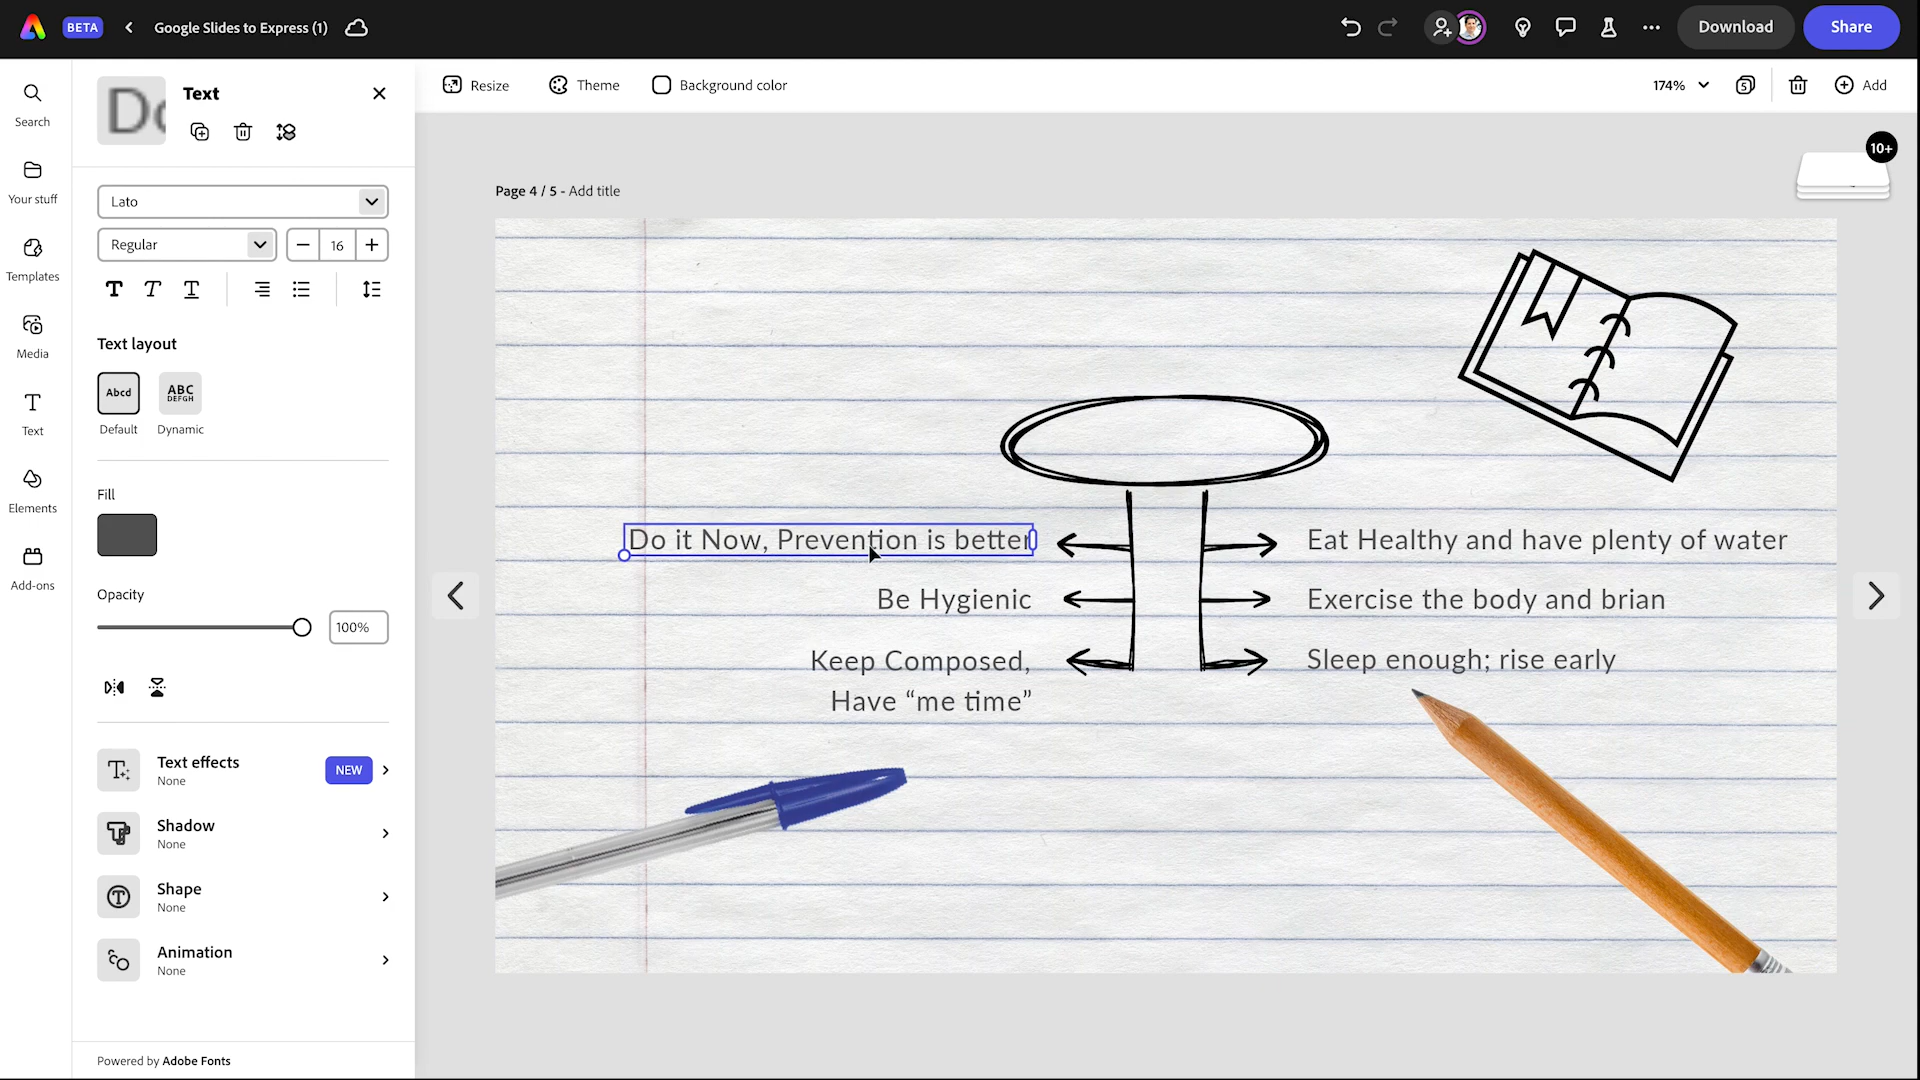 BETA
Google Slides to Express (1)
Download
Share
Search
Your stuff
Templates
Media
Text
Elements
Add-ons
Do
Text
Lato
Regular
16
Text layout
Abcd
ABC
DEFGH
Default
Dynamic
Fill
Opacity
100%
Text effects
None
NEW
Shadow
None
Shape
None
Animation
None
Powered by Adobe Fonts
Resize
Theme
Background color
174%
5
Add
10+
Page 4 / 5 - Add title
Do it Now, Prevention is better
Be Hygienic
Keep Composed,
Have “me time”
Eat Healthy and have plenty of water
Exercise the body and brian
Sleep enough; rise early